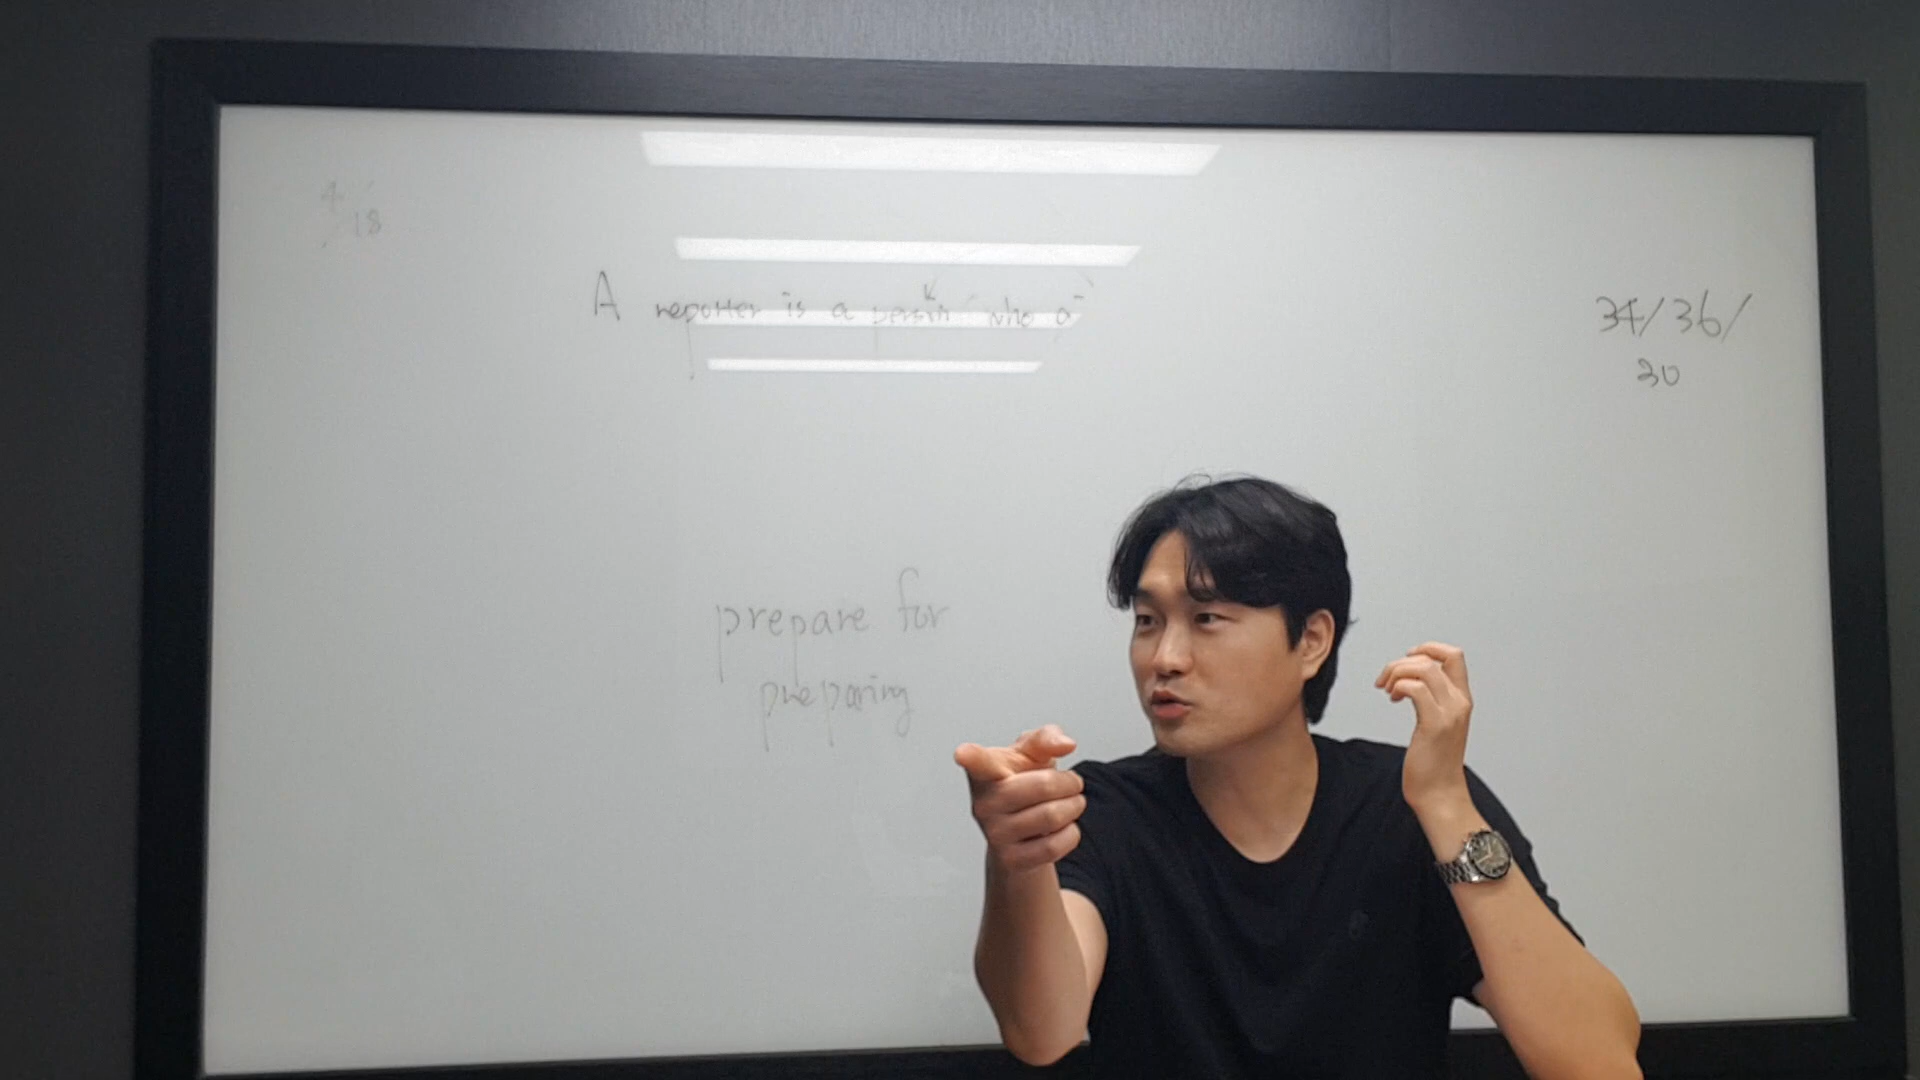 4/18
A reporter is a person who a
34/36/
30
prepare for
preparing